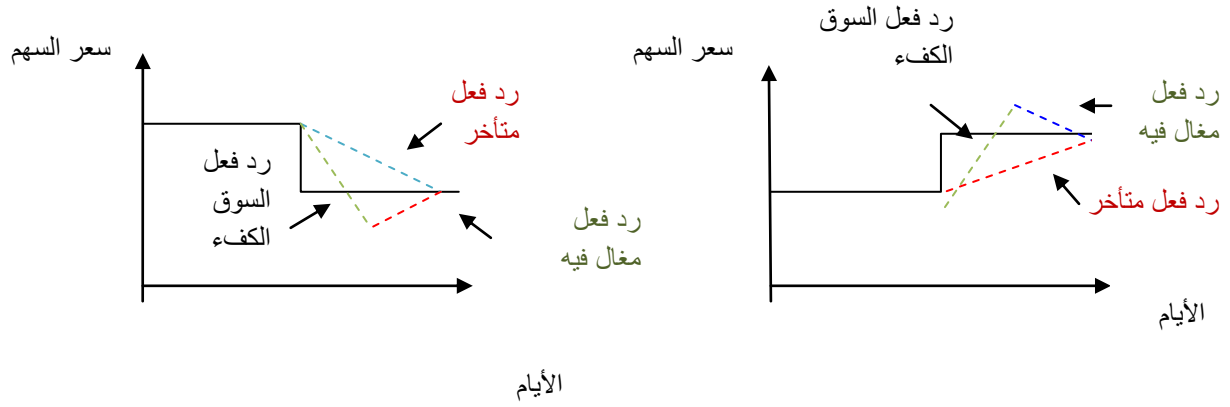 سعر السهم
رد فعل
متأخر
رد فعل
السوق
الكفء
رد فعل
مغال فيه
الأيام
رد فعل السوق
الكفء
سعر السهم
رد فعل
مغال فيه
رد فعل متأخر
الأيام